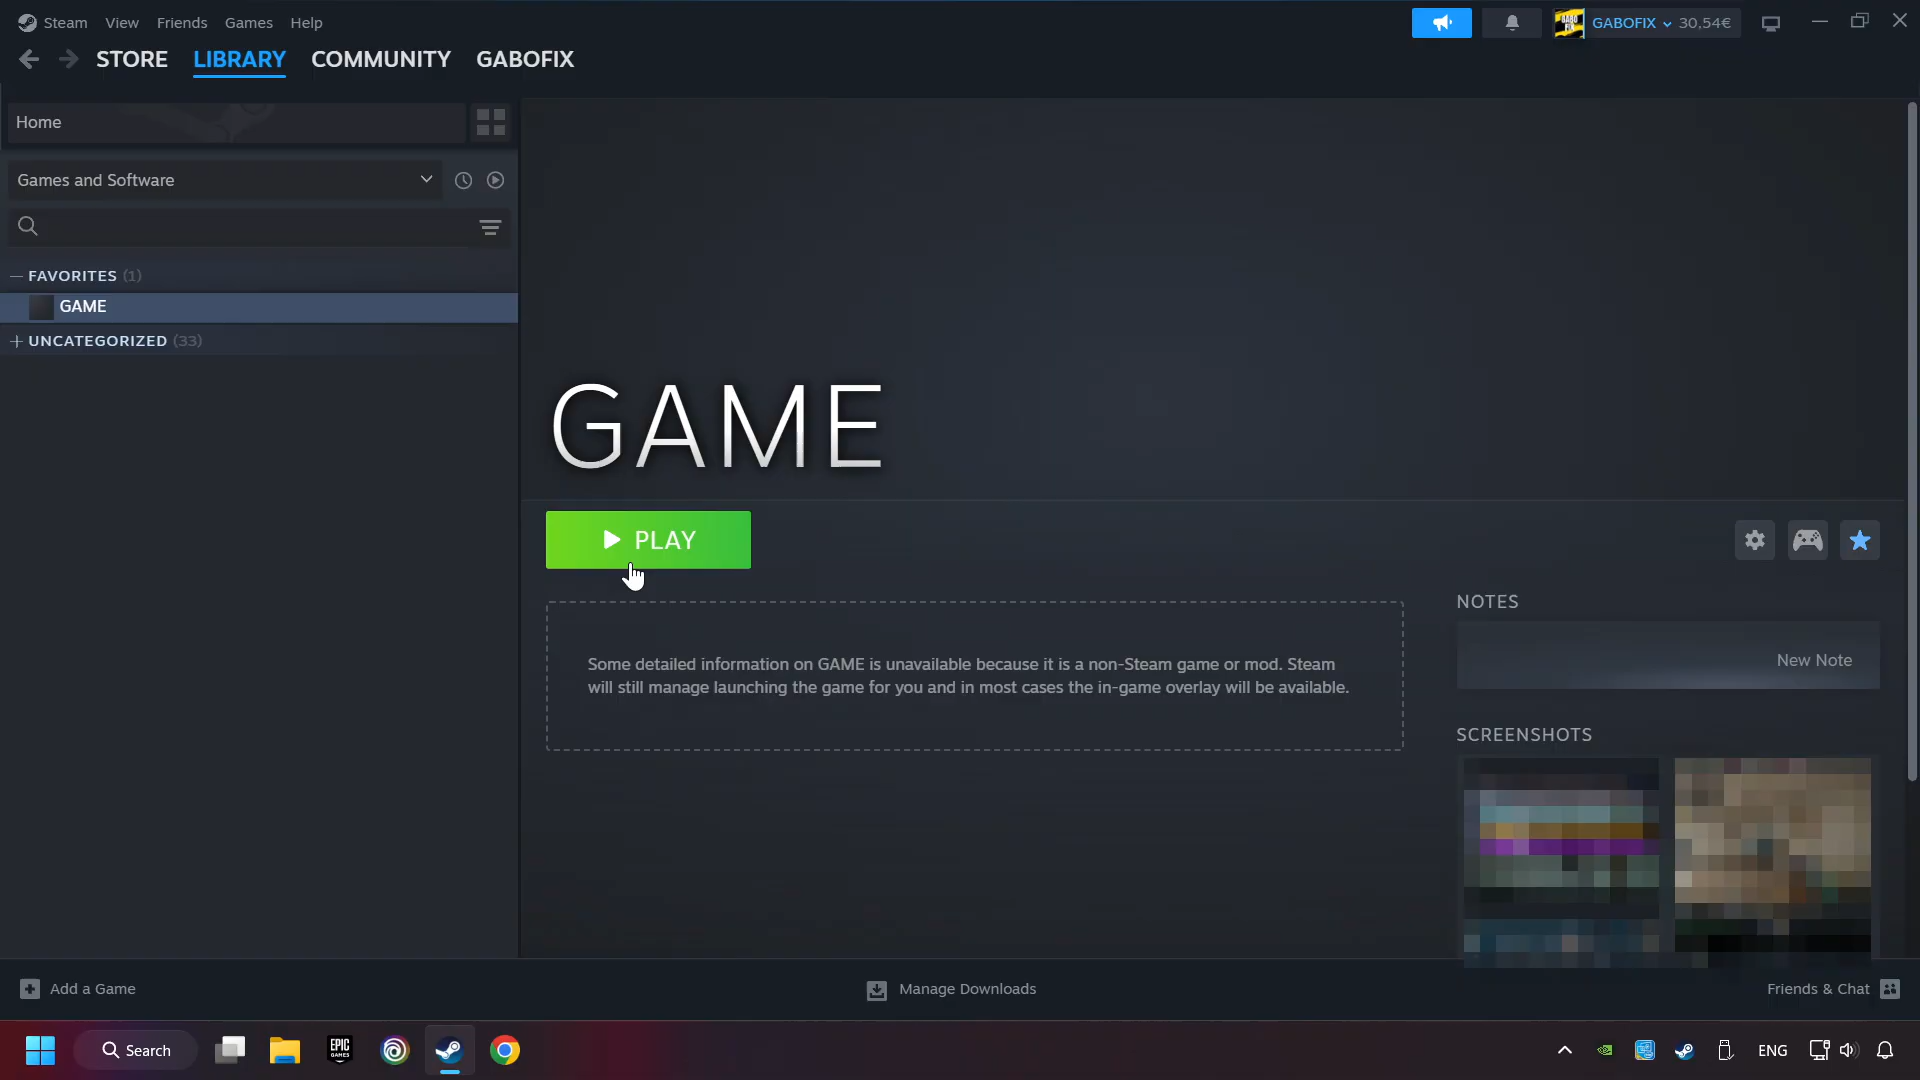 Steam View Friends Games Help
GABOFIX 30,54€
STORE LIBRARY COMMUNITY GABOFIX
Home
Games and Software
FAVORITES (1)
GAME
UNCATEGORIZED (33)
GAME
PLAY
Some detailed information on GAME is unavailable because it is a non-Steam game or mod. Steam
will still manage launching the game for you and in most cases the in-game overlay will be available.
NOTES
New Note
SCREENSHOTS
Add a Game
Manage Downloads
Friends & Chat
Search
EPIC
GAMES
ENG